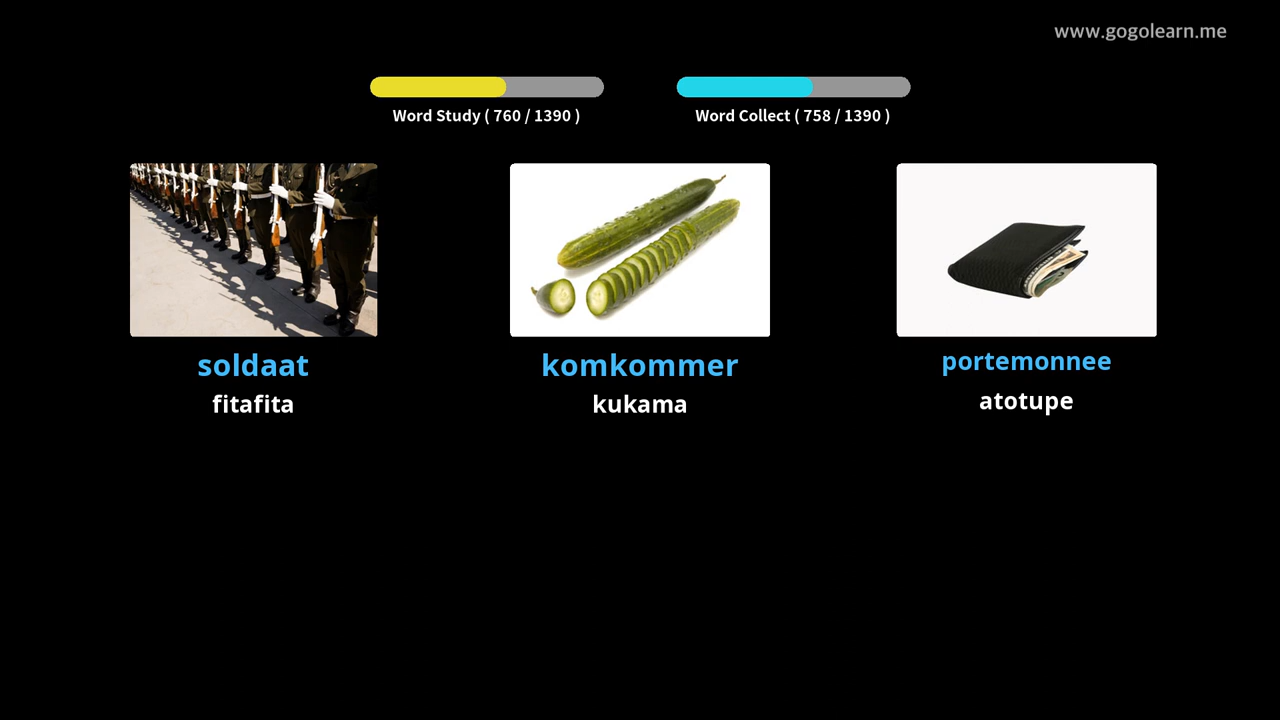 www.gogolearn.me
Word Study ( 760 / 1390 )
Word Collect ( 758 / 1390 )
soldaat
fitafita
komkommer
kukama
portemonnee
atotupe